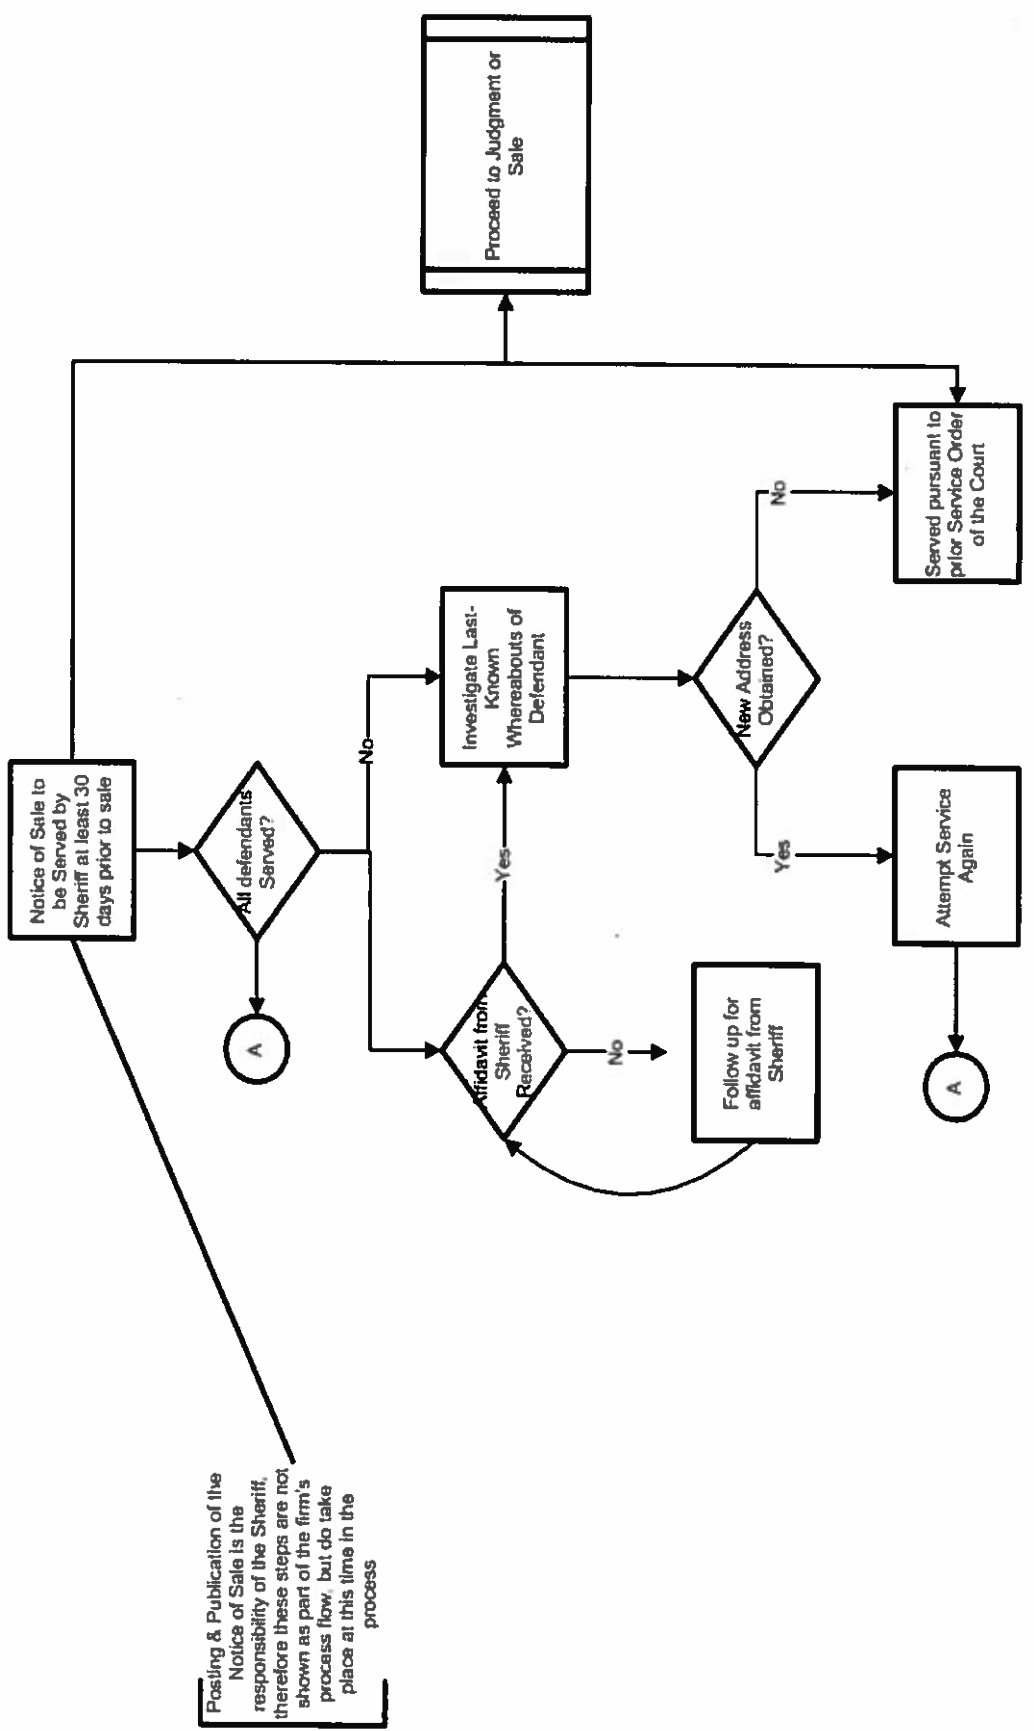 Posting & Publication of the
Notice of Sale is the
responsibility of the Sheriff,
therefore these steps are not
shown as part of the firm's
process flow, but do take
place at this time in the
process
Notice of Sale to
be Served by
Sheriff at least 30
days prior to sale
All defendants
Served?
A
No
Affidavit from
Sheriff
Received?
Yes
No
Follow up for
affidavit from
Sheriff
Investigate Last-
Known
Whereabouts of
Defendant
New Address
Obtained?
Yes
No
Attempt Service
Again
A
Served pursuant to
prior Service Order
of the Court
Proceed to Judgment or
Sale